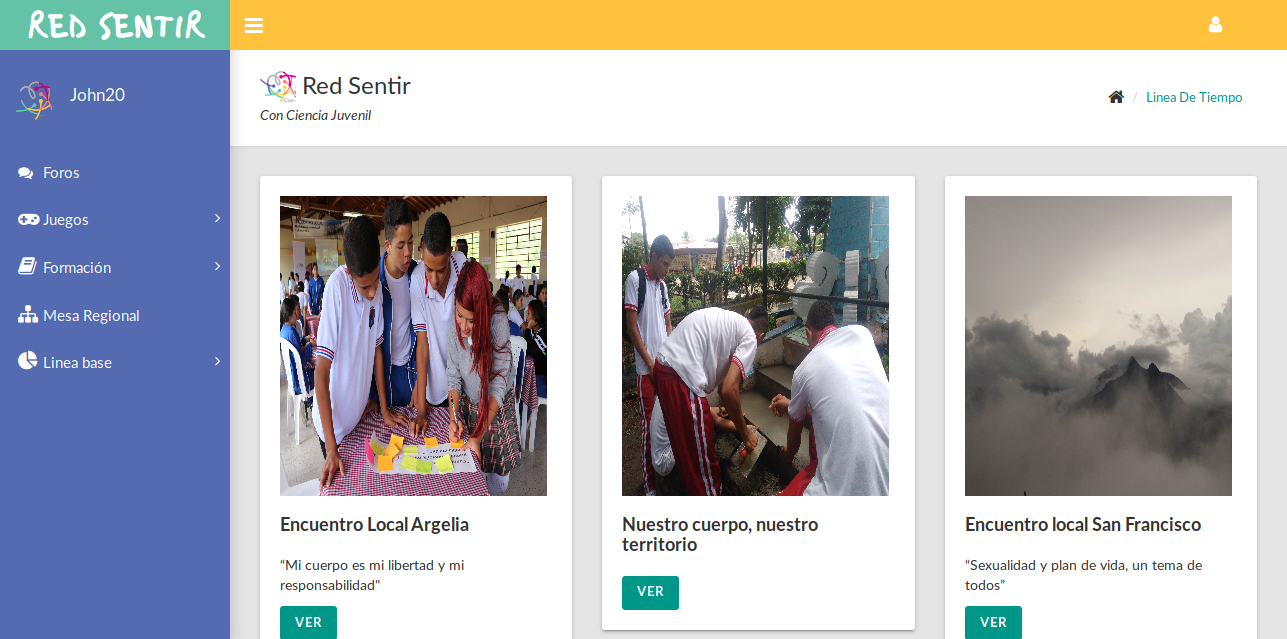 RED SENTIR
John20
Foros
Juegos
Formación
Mesa Regional
Linea base
Red Sentir
Con Ciencia Juvenil
/ Linea De Tiempo
Encuentro Local Argelia
“Mi cuerpo es mi libertad y mi
responsabilidad"
VER
Nuestro cuerpo, nuestro
territorio
VER
Encuentro local San Francisco
“Sexualidad y plan de vida, un tema de
todos”
VER